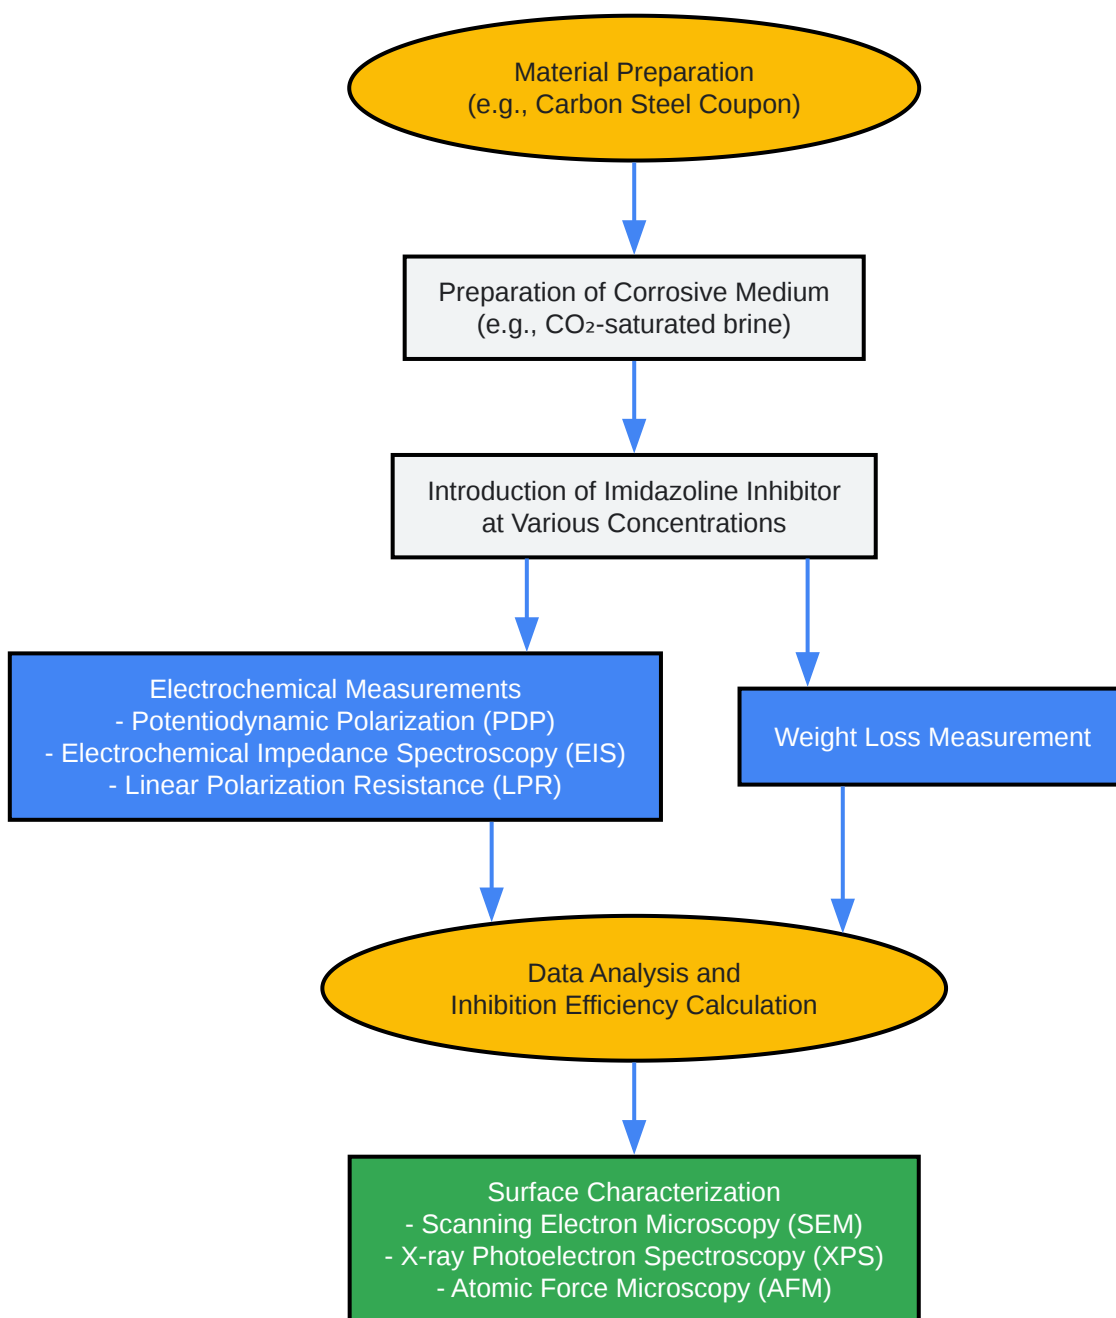 Material Preparation
(e.g., Carbon Steel Coupon)
Preparation of Corrosive Medium
(e.g., CO₂-saturated brine)
Introduction of Imidazoline Inhibitor
at Various Concentrations
Electrochemical Measurements
- Potentiodynamic Polarization (PDP)
- Electrochemical Impedance Spectroscopy (EIS)
- Linear Polarization Resistance (LPR)
Weight Loss Measurement
Data Analysis and
Inhibition Efficiency Calculation
Surface Characterization
- Scanning Electron Microscopy (SEM)
- X-ray Photoelectron Spectroscopy (XPS)
- Atomic Force Microscopy (AFM)